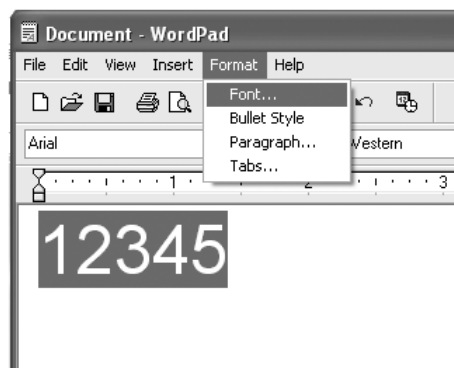 Document - WordPad
File Edit View Insert Format Help
Font...
Bullet Style
Paragraph...
Tabs...
Arial
Western
1 2 3
12345